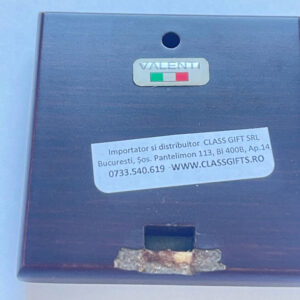 VALENTI
Importator si distribuitor CLASS GIFT SRL
Bucuresti, Șos. Pantelimon 113, Bl 400B, Ap.14
0733.540.619 WWW.CLASSGIFTS.RO